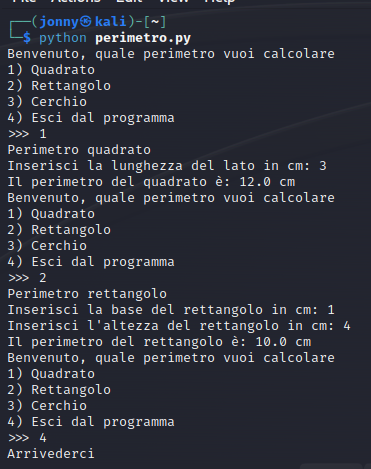 ┌──(jonny㉿kali)-[~]
└─$ python perimetro.py
Benvenuto, quale perimetro vuoi calcolare
1) Quadrato
2) Rettangolo
3) Cerchio
4) Esci dal programma
>>> 1
Perimetro quadrato
Inserisci la lunghezza del lato in cm: 3
Il perimetro del quadrato è: 12.0 cm
Benvenuto, quale perimetro vuoi calcolare
1) Quadrato
2) Rettangolo
3) Cerchio
4) Esci dal programma
>>> 2
Perimetro rettangolo
Inserisci la base del rettangolo in cm: 1
Inserisci l'altezza del rettangolo in cm: 4
Il perimetro del rettangolo è: 10.0 cm
Benvenuto, quale perimetro vuoi calcolare
1) Quadrato
2) Rettangolo
3) Cerchio
4) Esci dal programma
>>> 4
Arrivederci